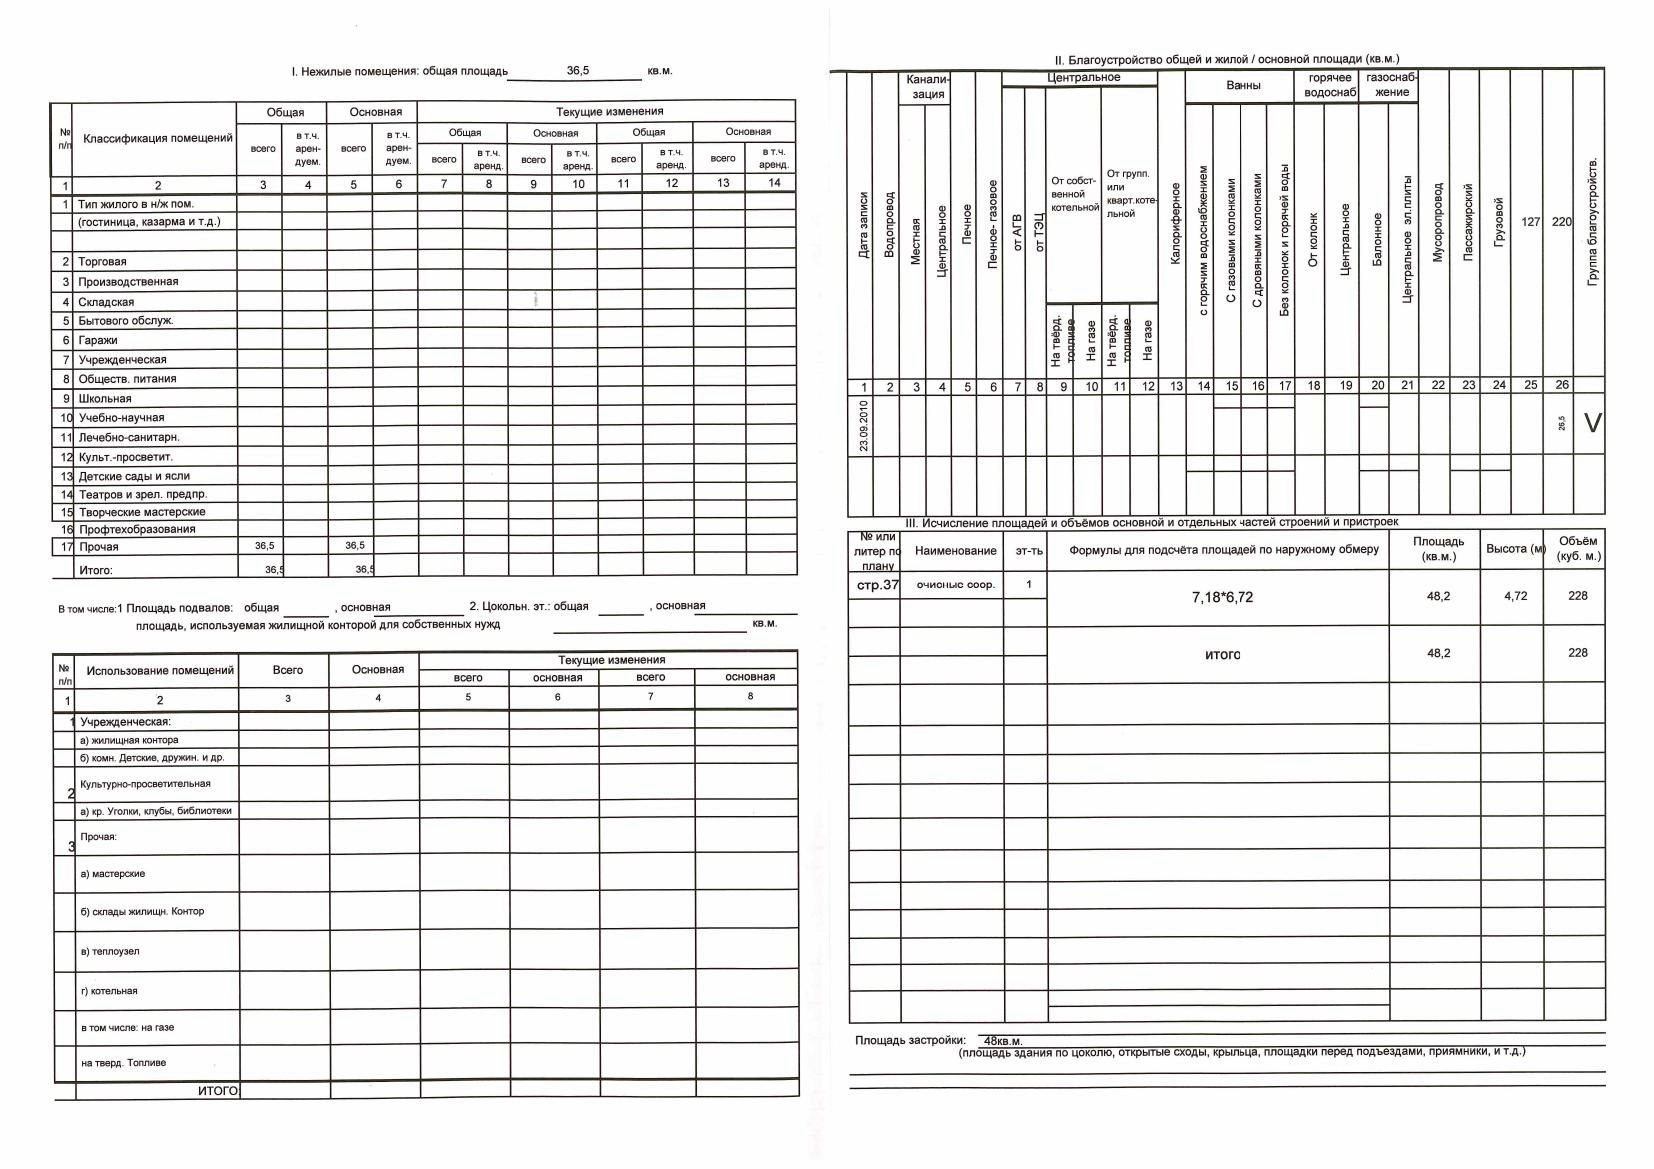 I. Нежилые помещения: общая площадь 36,5 кв.м.
№ п/п Классификация помещений Общая Основная Текущие изменения
Общая Основная Общая Основная
всего в т.ч. арен- дуем. всего в т.ч. арен- дуем. всего в т.ч. аренд. всего в т.ч. аренд. всего в т.ч. аренд. всего в т.ч. аренд.
1 2 3 4 5 6 7 8 9 10 11 12 13 14
1 Тип жилого в н/ж пом.
(гостиница, казарма и т.д.)
2 Торговая
3 Производственная
4 Складская
5 Бытового обслуж.
6 Гаражи
7 Учрежденческая
8 Обществ. питания
9 Школьная
10 Учебно-научная
11 Лечебно-санитарн.
12 Культ.-просветит.
13 Детские сады и ясли
14 Театров и зрел. предпр.
15 Творческие мастерские
16 Профтехобразования
17 Прочая 36,5 36,5
Итого: 36,5 36,5
В том числе:1 Площадь подвалов: общая , основная 2. Цокольн. эт.: общая , основная
площадь, используемая жилищной конторой для собственных нужд кв.м.
№ п/п Использование помещений Всего Основная Текущие изменения
всего основная всего основная
1 2 3 4 5 6 7 8
1 Учрежденческая:
а) жилищная контора
б) комн. Детские, дружин. и др.
2 Культурно-просветительная
а) кр. Уголки, клубы, библиотеки
3 Прочая:
а) мастерские
б) склады жилищн. Контор
в) теплоузел
г) котельная
в том числе: на газе
на тверд. Топливе
ИТОГО
II. Благоустройство общей и жилой / основной площади (кв.м.)
Канали- зация Центральное Ванны горячее водоснаб газоснаб- жение
Дата записи Водопровод Местная Центральное Печное Печное- газовое от АГВ от ТЭЦ От собст- венной котельной От групп. или кварт.коте- льной Калориферное с горячим водоснабжением С газовыми колонками С дровяными колонками Без колонок и горячей воды От колонк Центральное Балонное Центральное эл.плиты Мусоропровод Пассажирский Грузовой 127 220 Группа благоустройств.
На твёрд. топливе На газе На твёрд. топливе На газе
1 2 3 4 5 6 7 8 9 10 11 12 13 14 15 16 17 18 19 20 21 22 23 24 25 26
23.09.2010 26,5 V
III. Исчисление площадей и объёмов основной и отдельных частей строений и пристроек
№ или литер по плану Наименование эт-ть Формулы для подсчёта площадей по наружному обмеру Площадь (кв.м.) Высота (м) Объём (куб. м.)
стр.37 очисныс соор. 1 7,18*6,72 48,2 4,72 228
итого 48,2 228
Площадь застройки: 48кв.м.
(площадь здания по цоколю, открытые сходы, крыльца, площадки перед подъездами, приямники, и т.д.)